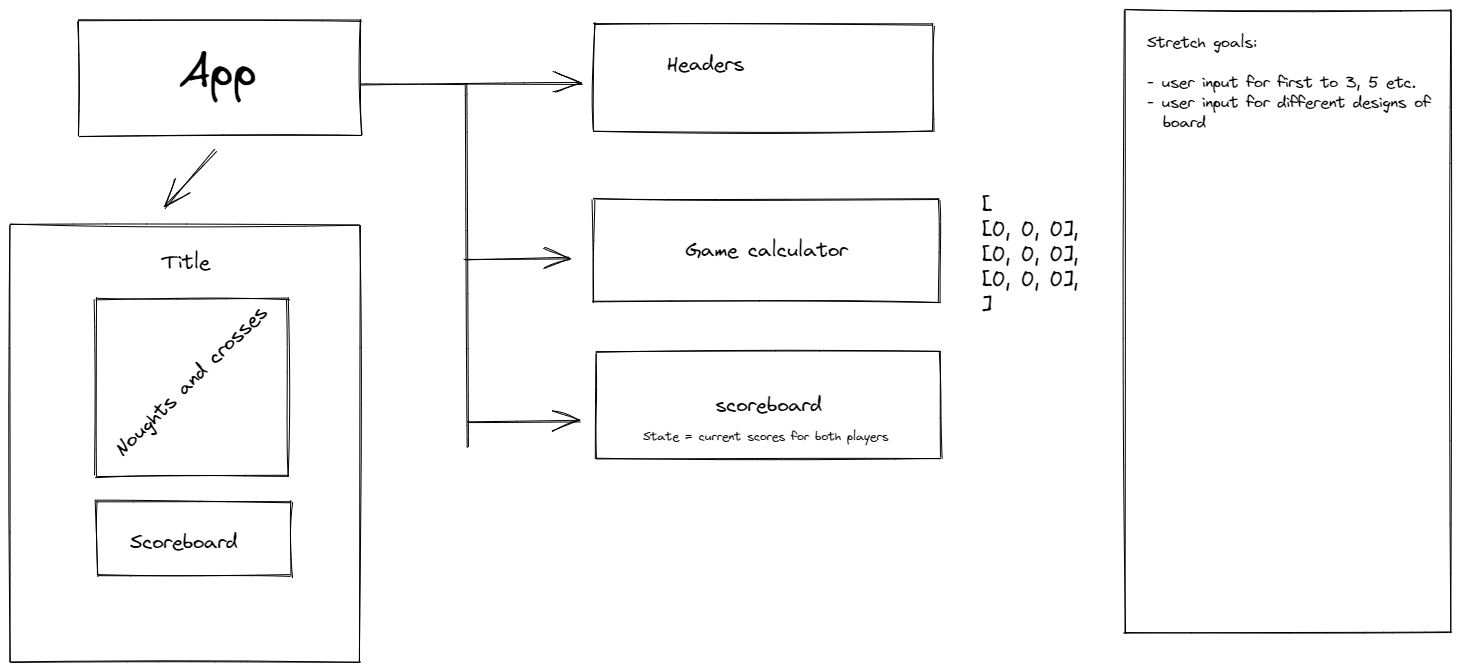 App
Title
Noughts and crosses
Scoreboard
Headers
Game calculator
[
[0, 0, 0],
[0, 0, 0],
[0, 0, 0],
]
scoreboard
State = current scores for both players
Stretch goals:
- user input for first to 3, 5 etc.
- user input for different designs of
board